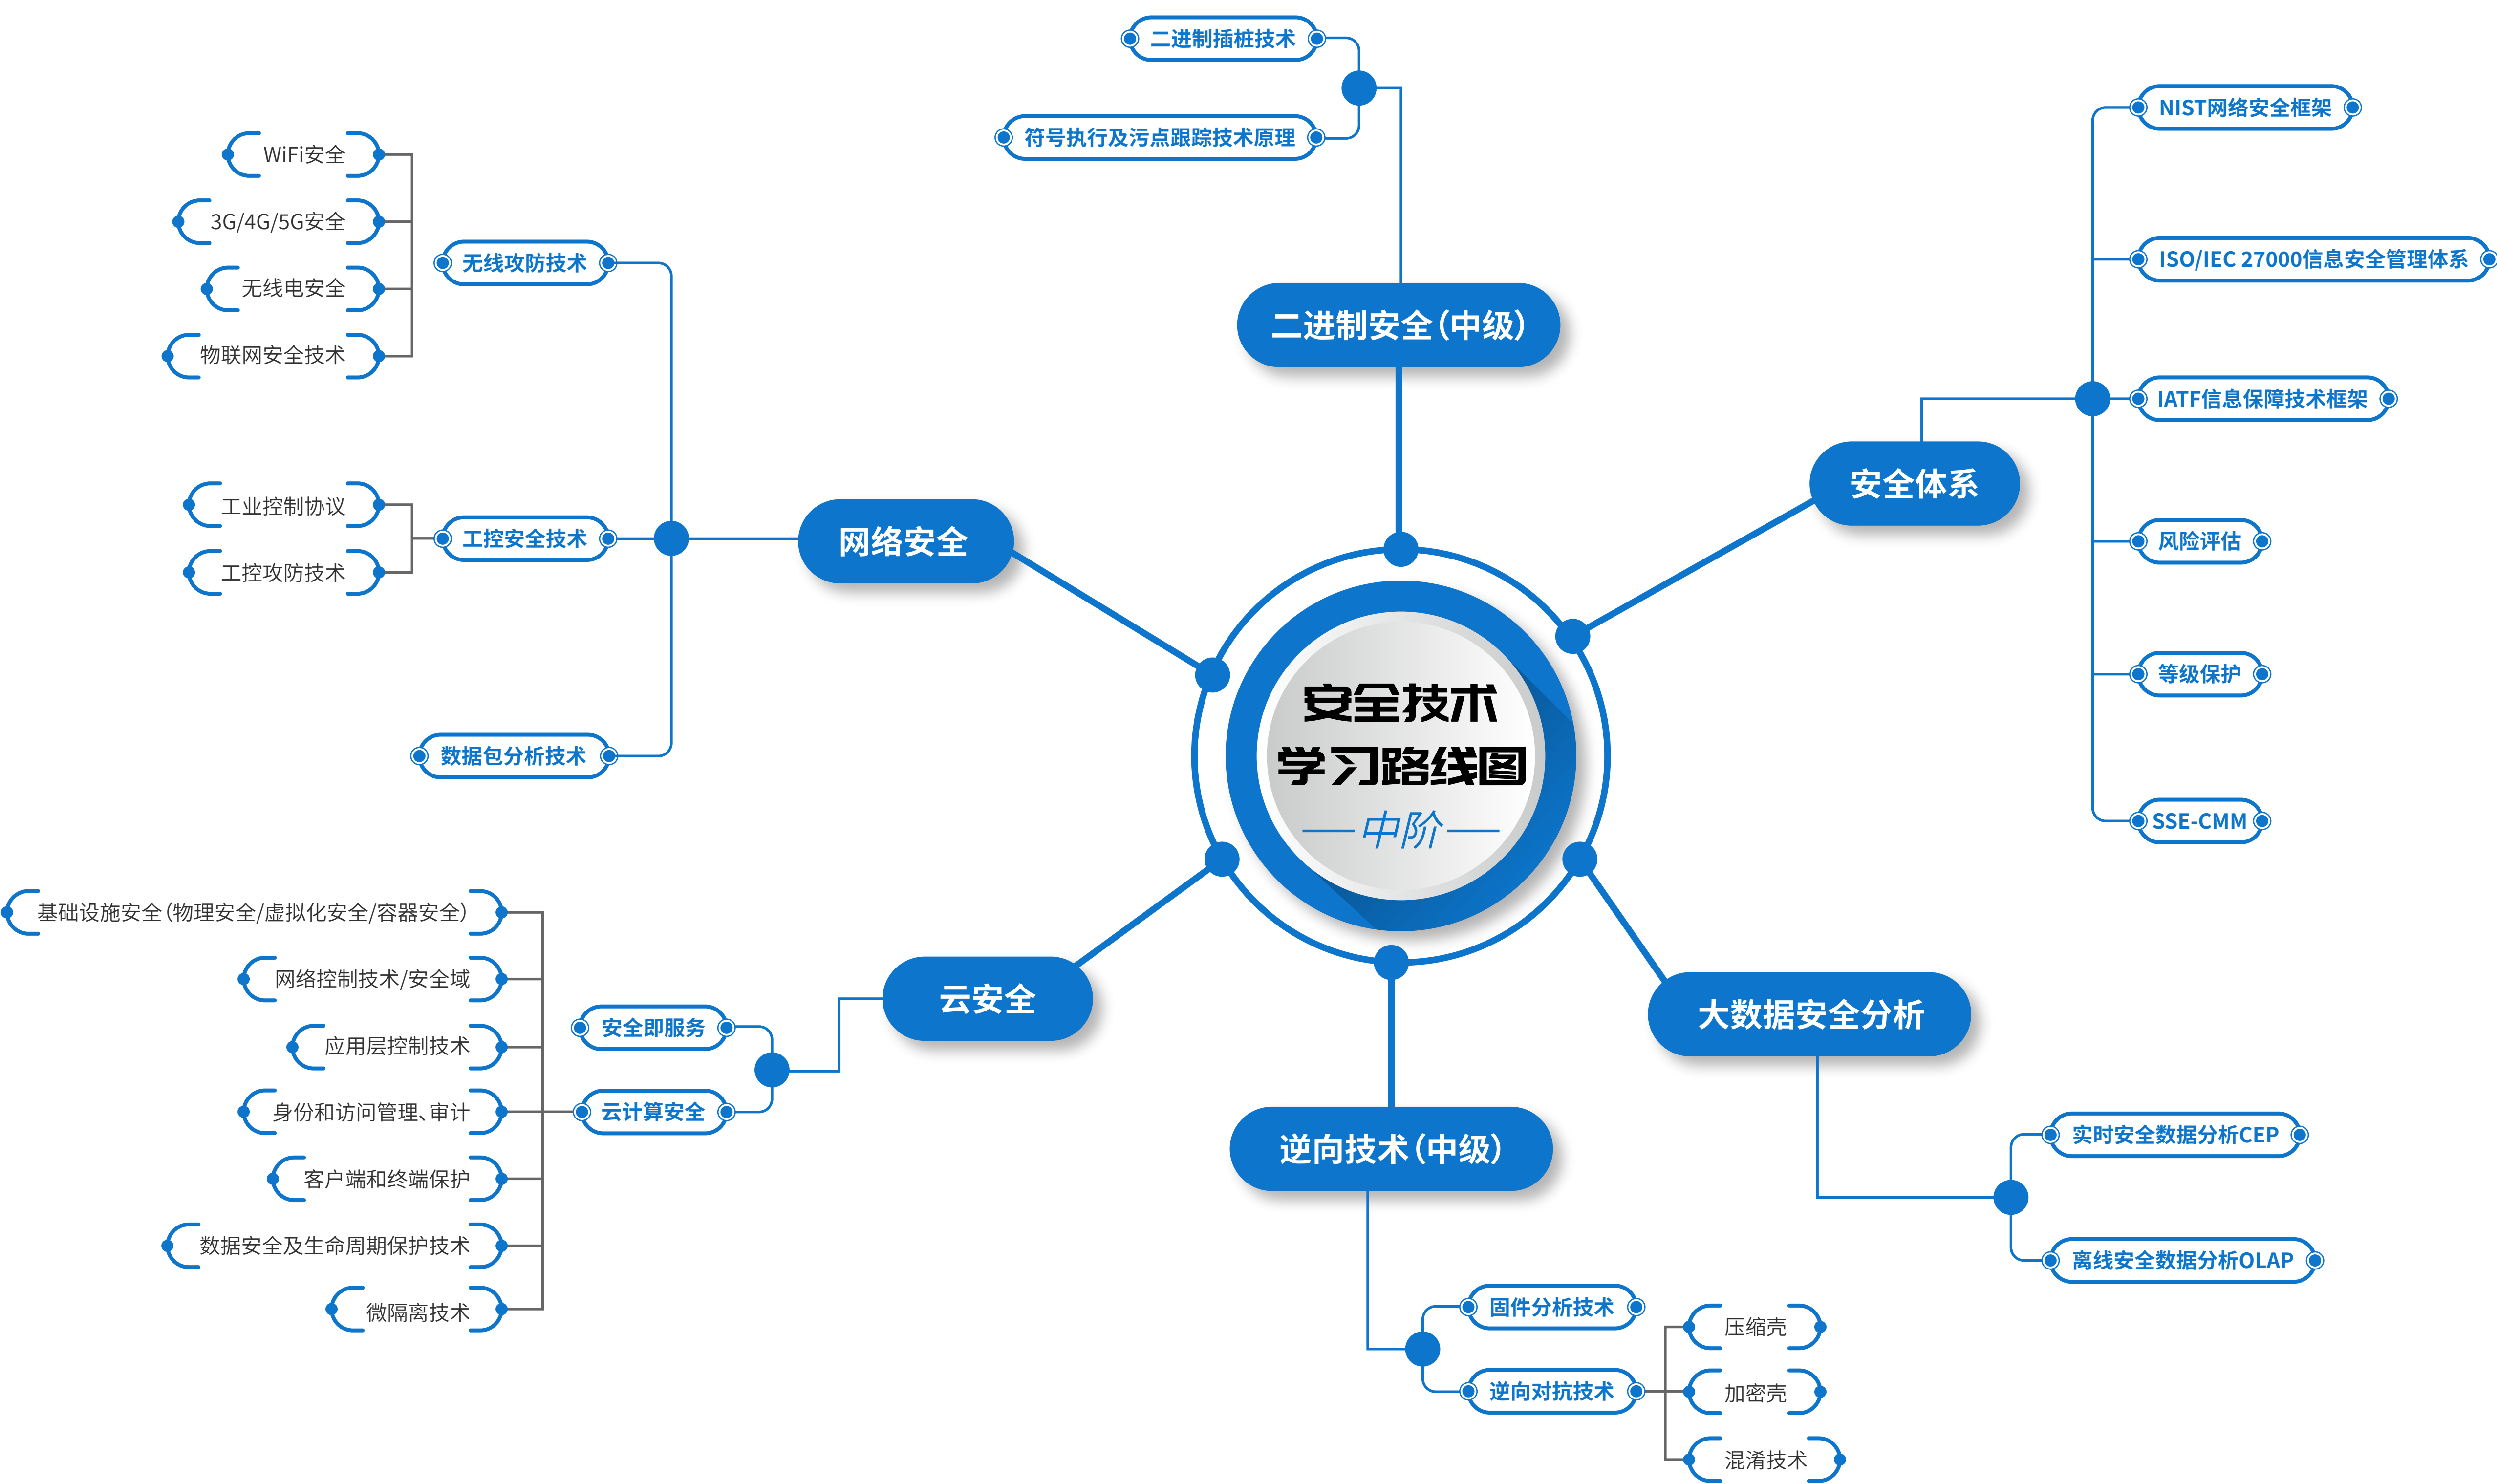 二进制插桩技术
符号执行及污点跟踪技术原理
二进制安全（中级）
NIST网络安全框架
ISO/IEC 27000信息安全管理体系
IATF信息保障技术框架
安全体系
风险评估
等级保护
SSE-CMM
WiFi安全
3G/4G/5G安全
无线电安全
物联网安全技术
无线攻防技术
工业控制协议
工控攻防技术
工控安全技术
网络安全
数据包分析技术
安全技术
学习路线图
中阶
基础设施安全（物理安全/虚拟化安全/容器安全）
网络控制技术/安全域
应用层控制技术
身份和访问管理、审计
客户端和终端保护
数据安全及生命周期保护技术
微隔离技术
安全即服务
云计算安全
云安全
大数据安全分析
实时安全数据分析CEP
离线安全数据分析OLAP
逆向技术（中级）
固件分析技术
逆向对抗技术
压缩壳
加密壳
混淆技术